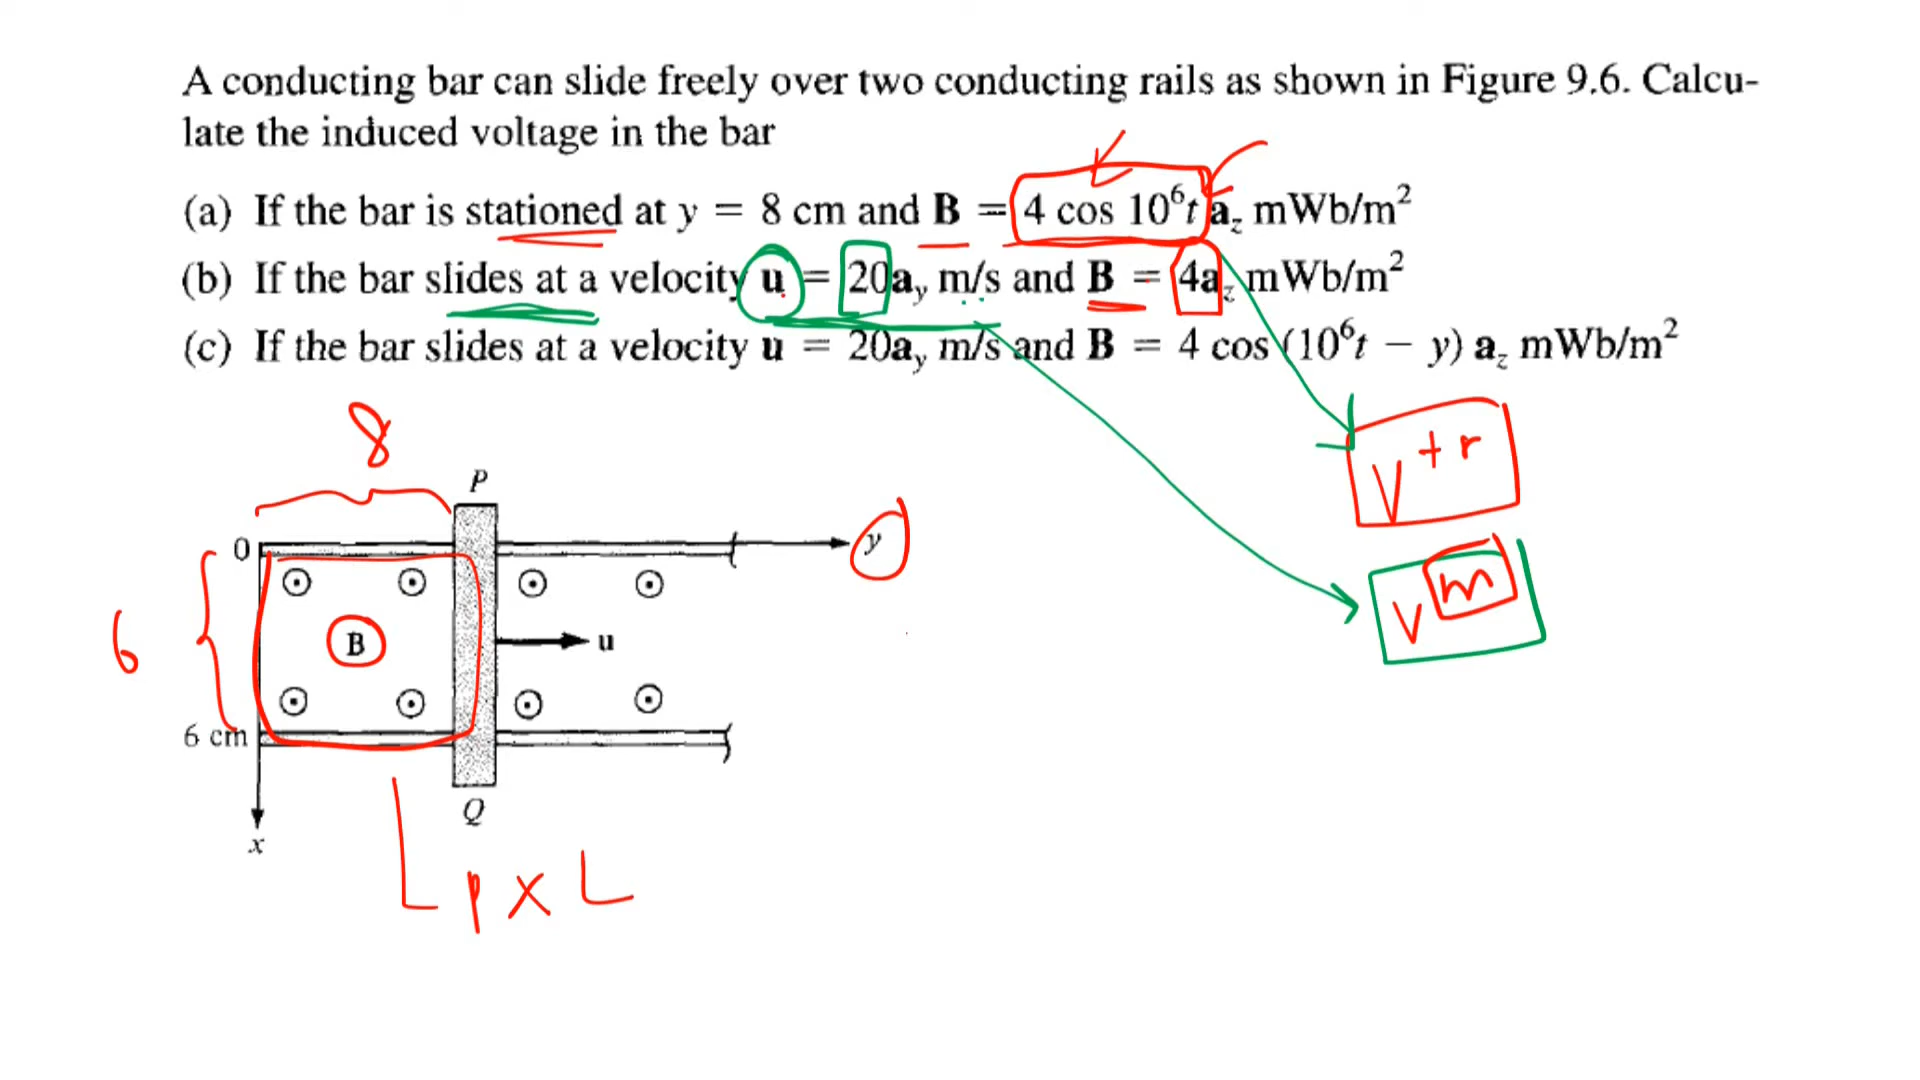 A conducting bar can slide freely over two conducting rails as shown in Figure 9.6. Calcu-
late the induced voltage in the bar
(a) If the bar is stationed at y = 8 cm and B = 4 cos 10⁶t a_z mWb/m²
(b) If the bar slides at a velocity u = 20a_y m/s and B = 4a_z mWb/m²
(c) If the bar slides at a velocity u = 20a_y m/s and B = 4 cos (10⁶t − y) a_z mWb/m²
8
V^tr
P
0
y
V^m
6
B
u
6 cm
Q
x
P × L